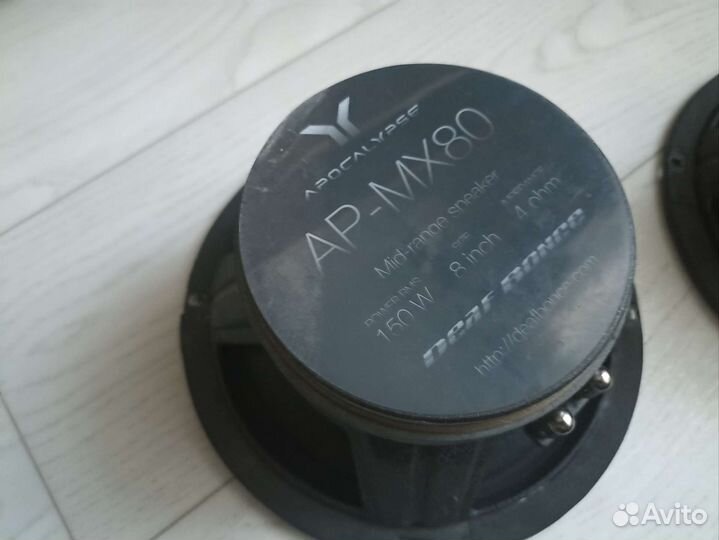 APOCALYPSE
AP-MX80
Mid-range speaker
POWER RMS
150 W
SIZE
8 inch
IMPEDANCE
4 ohm
DEAF BONCE
http://deafbonce.com
Avito